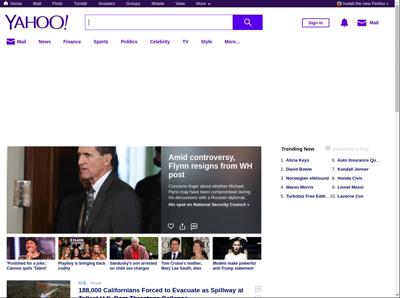 Home Mail Flickr Tumblr Answers Groups Mobile View More Install the new Firefox »
YAHOO!
Sign in Mail
Mail News Finance Sports Politics Celebrity TV Style More...
Amid controversy,
Flynn resigns from WH
post
Concerns linger about whether Michael
Flynn may have been compromised during
his discussions with a Russian diplomat.
His spot on National Security Council »
'Punished for a joke,'
Cannon quits 'Talent'
Playboy is bringing back
nudity
Sandusky's son arrested
on child sex charges
Tom Cruise's mother,
Mary Lee South, dies
Models make powerful
anti-Trump statement
U.S. People
188,000 Californians Forced to Evacuate as Spillway at
Trending Now Valentine's Day
1. Alicia Keys
2. David Bowie
3. Norwegian elkhound
4. Maren Morris
5. Turbotax Free Editi...
6. Auto Insurance Qu...
7. Kendall Jenner
8. Honda Civic
9. Lionel Messi
10. Laverne Cox